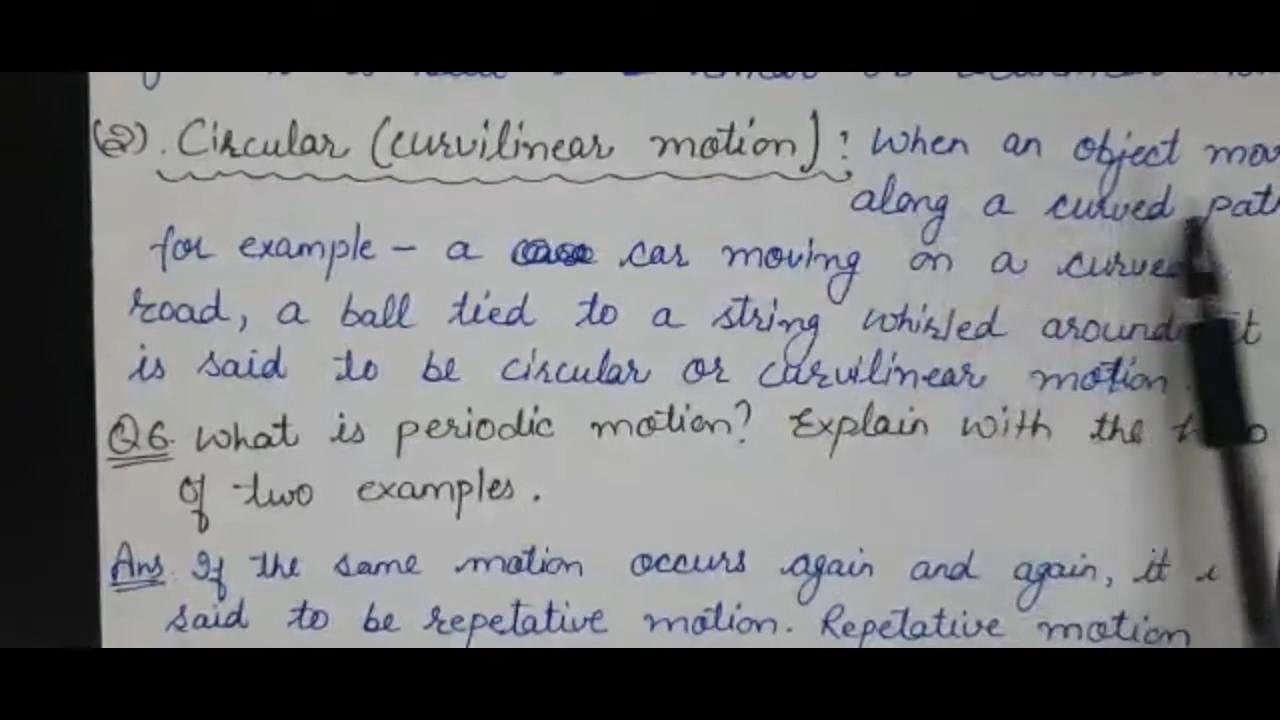 (2). Circular (curvilinear motion) : When an object
along a curved
for example - a car moving on a curved
road, a ball tied to a string whirled around it
is said to be circular or curvilinear motion.
Q6. What is periodic motion? Explain with the
of two examples.
Ans. If the same motion occurs again and again, it
said to be repetative motion. Repetative motion